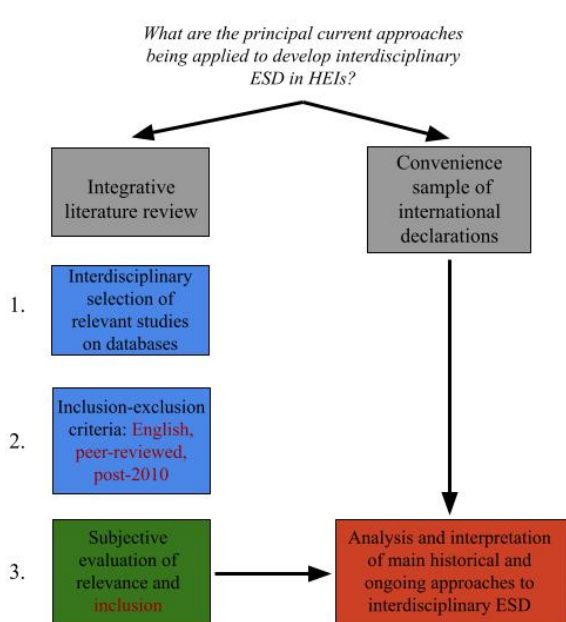 What are the principal current approaches
being applied to develop interdisciplinary
ESD in HEIs?
Integrative
literature review
Convenience
sample of
international
declarations
1.
Interdisciplinary
selection of
relevant studies
on databases
2.
Inclusion-exclusion
criteria: English,
peer-reviewed,
post-2010
3.
Subjective
evaluation of
relevance and
inclusion
Analysis and interpretation
of main historical and
ongoing approaches to
interdisciplinary ESD